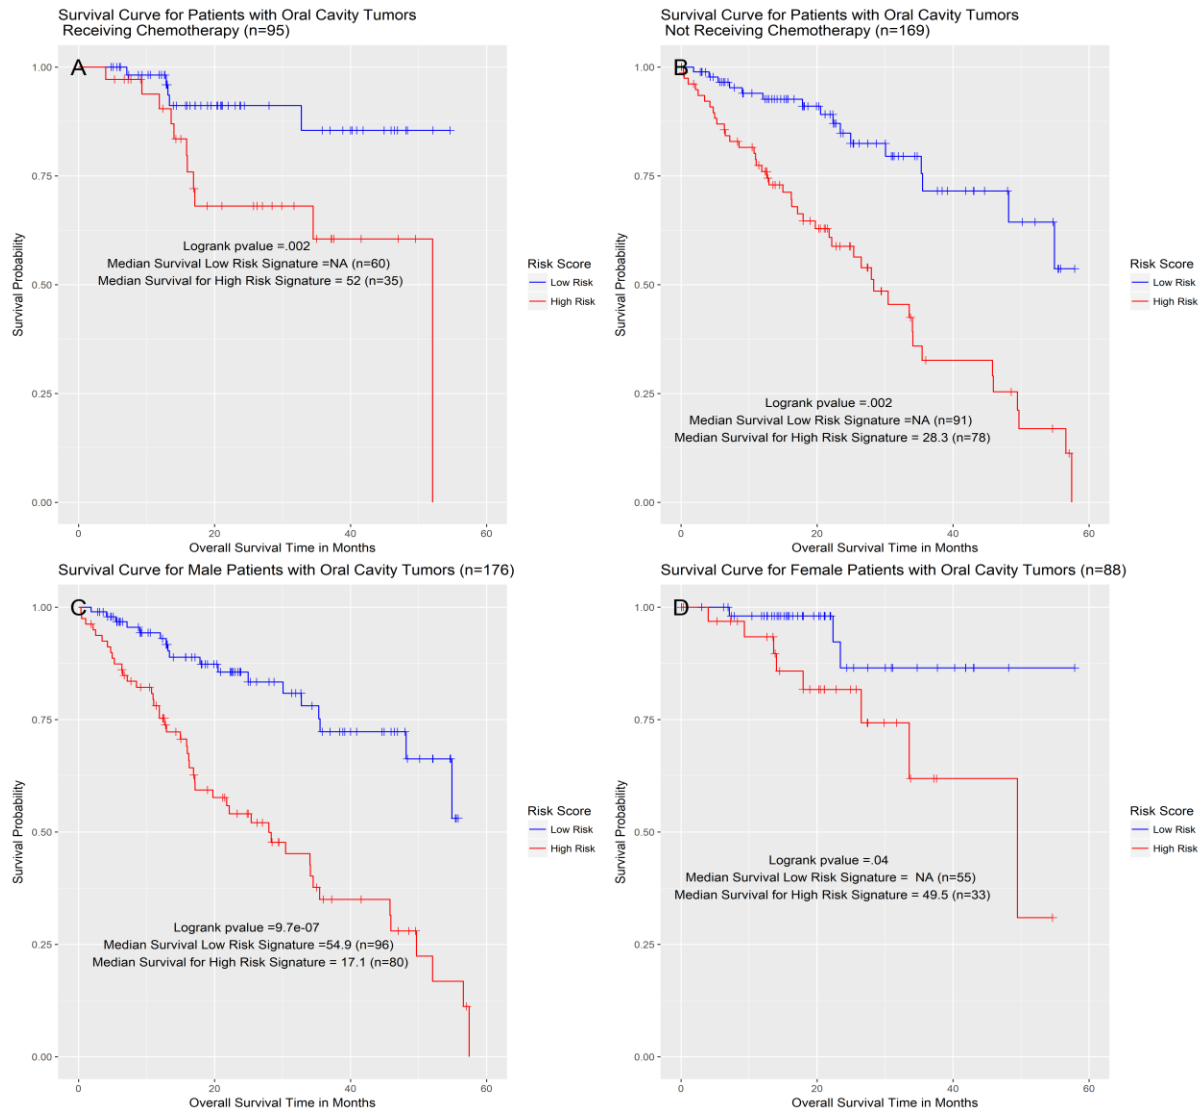 Survival Curve for Patients with Oral Cavity Tumors
Receiving Chemotherapy (n=95)
A
1.00
0.75
0.50
0.25
0.00
Survival Probability
Logrank pvalue =.002
Median Survival Low Risk Signature =NA (n=60)
Median Survival for High Risk Signature = 52 (n=35)
0 20 40 60
Overall Survival Time in Months
Risk Score
Low Risk
High Risk
Survival Curve for Patients with Oral Cavity Tumors
Not Receiving Chemotherapy (n=169)
B
1.00
0.75
0.50
0.25
0.00
Survival Probability
Logrank pvalue =.002
Median Survival Low Risk Signature =NA (n=91)
Median Survival for High Risk Signature = 28.3 (n=78)
0 20 40 60
Overall Survival Time in Months
Risk Score
Low Risk
High Risk
Survival Curve for Male Patients with Oral Cavity Tumors (n=176)
C
1.00
0.75
0.50
0.25
0.00
Survival Probability
Logrank pvalue =9.7e-07
Median Survival Low Risk Signature =54.9 (n=96)
Median Survival for High Risk Signature = 17.1 (n=80)
0 20 40 60
Overall Survival Time in Months
Risk Score
Low Risk
High Risk
Survival Curve for Female Patients with Oral Cavity Tumors (n=88)
D
1.00
0.75
0.50
0.25
0.00
Survival Probability
Logrank pvalue =.04
Median Survival Low Risk Signature =  NA (n=55)
Median Survival for High Risk Signature = 49.5 (n=33)
0 20 40 60
Overall Survival Time in Months
Risk Score
Low Risk
High Risk